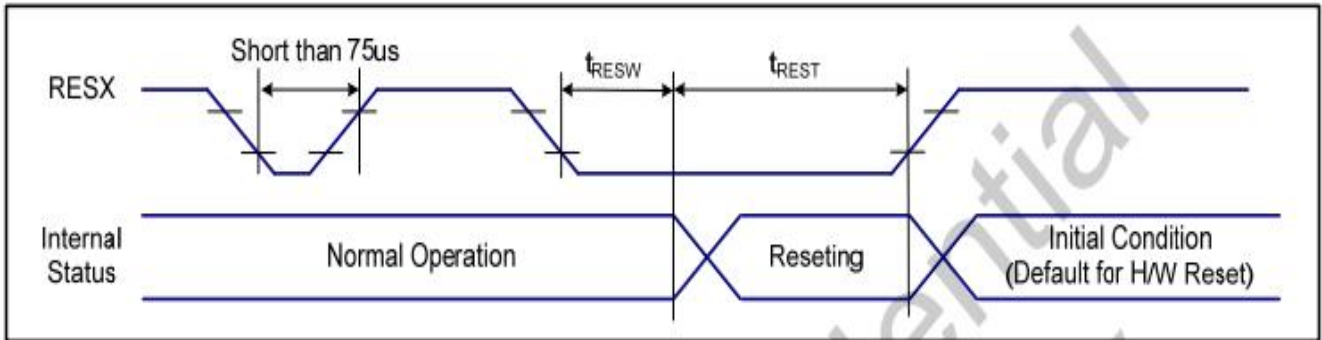 Short than 75us
RESX
tRESW
tREST
Internal
Status
Normal Operation
Reseting
Initial Condition
(Default for H/W Reset)